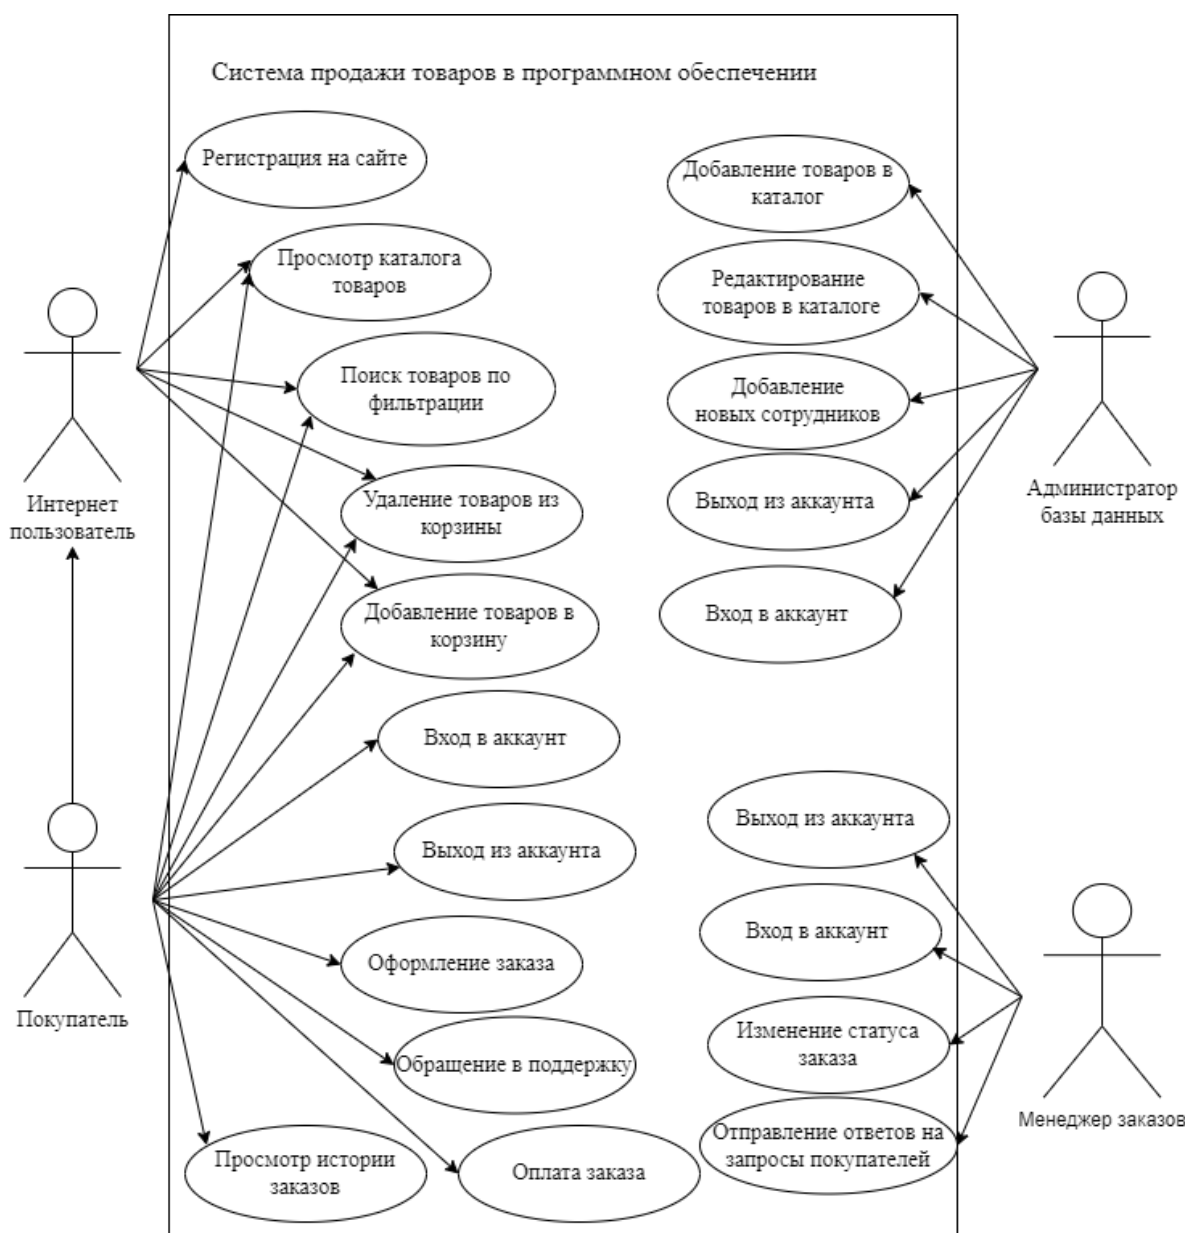 Система продажи товаров в программном обеспечении
Регистрация на сайте
Просмотр каталога
товаров
Поиск товаров по
фильтрации
Удаление товаров из
корзины
Добавление товаров в
корзину
Вход в аккаунт
Выход из аккаунта
Оформление заказа
Обращение в поддержку
Просмотр истории
заказов
Оплата заказа
Интернет
пользователь
Покупатель
Добавление товаров в
каталог
Редактирование
товаров в каталоге
Добавление
новых сотрудников
Выход из аккаунта
Вход в аккаунт
Администратор
базы данных
Выход из аккаунта
Вход в аккаунт
Изменение статуса
заказа
Отправление ответов на
запросы покупателей
Менеджер заказов